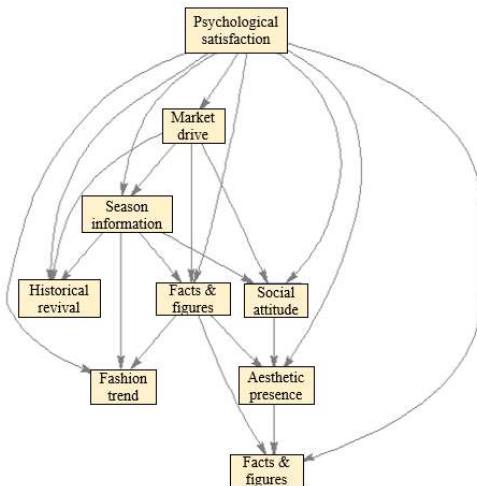 Psychological
satisfaction
Market
drive
Season
information
Historical
revival
Facts &
figures
Social
attitude
Fashion
trend
Aesthetic
presence
Facts &
figures